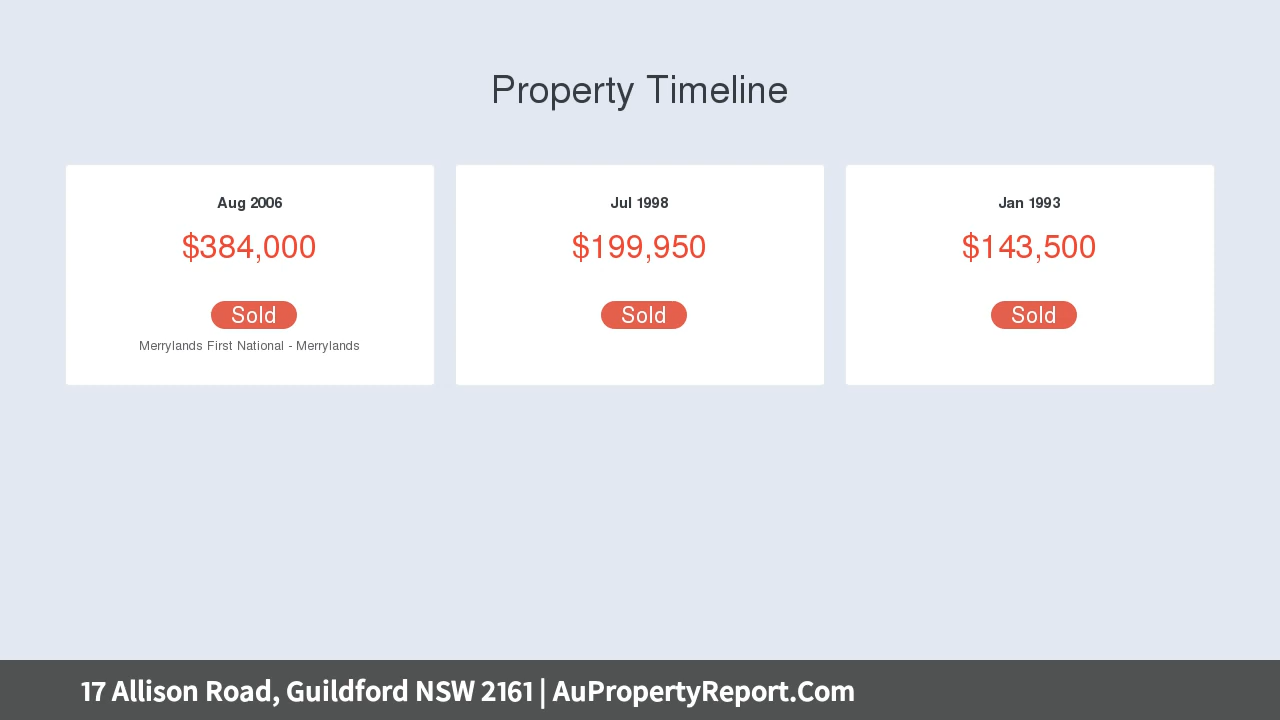 Property Timeline
Aug 2006
$384,000
Sold
Merrylands First National - Merrylands
Jul 1998
$199,950
Sold
Jan 1993
$143,500
Sold
17 Allison Road, Guildford NSW 2161 | AuPropertyReport.Com